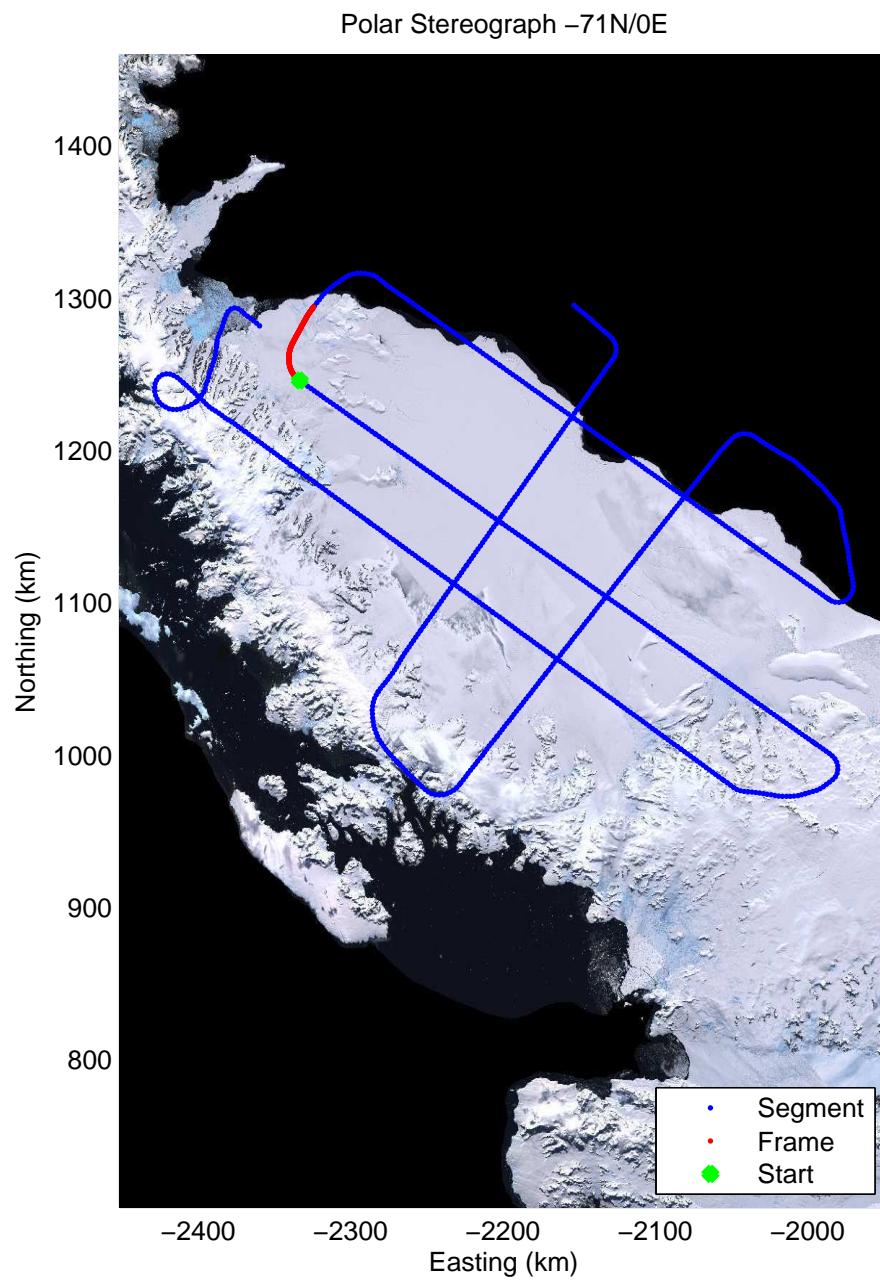 Polar Stereograph −71N/0E
1400
1300
1200
1100
1000
900
800
Northing (km)
Segment
Frame
Start
−2400 −2300 −2200 −2100 −2000
Easting (km)